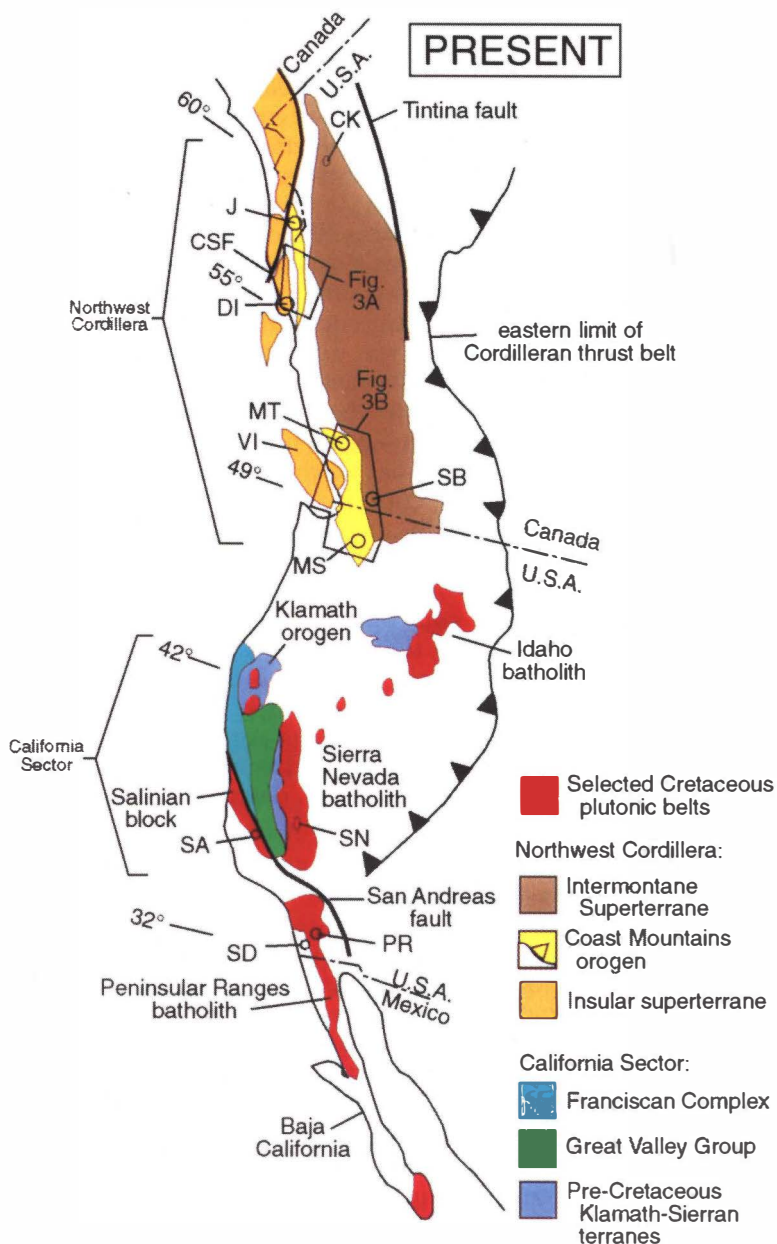 PRESENT
Canada
U.S.A.
60°
CK
Tintina fault
J
CSF
55°
DI
Fig.
3A
Northwest
Cordillera
eastern limit of
Cordilleran thrust belt
Fig.
3B
MT
VI
49°
SB
Canada
U.S.A.
MS
Klamath
orogen
42°
Idaho
batholith
California
Sector
Sierra
Nevada
batholith
Salinian
block
SA
SN
San Andreas
fault
32°
SD
PR
U.S.A.
Mexico
Peninsular Ranges
batholith
Baja
California
Selected Cretaceous
plutonic belts
Northwest Cordillera:
Intermontane
Superterrane
Coast Mountains
orogen
Insular superterrane
California Sector:
Franciscan Complex
Great Valley Group
Pre-Cretaceous
Klamath-Sierran
terranes